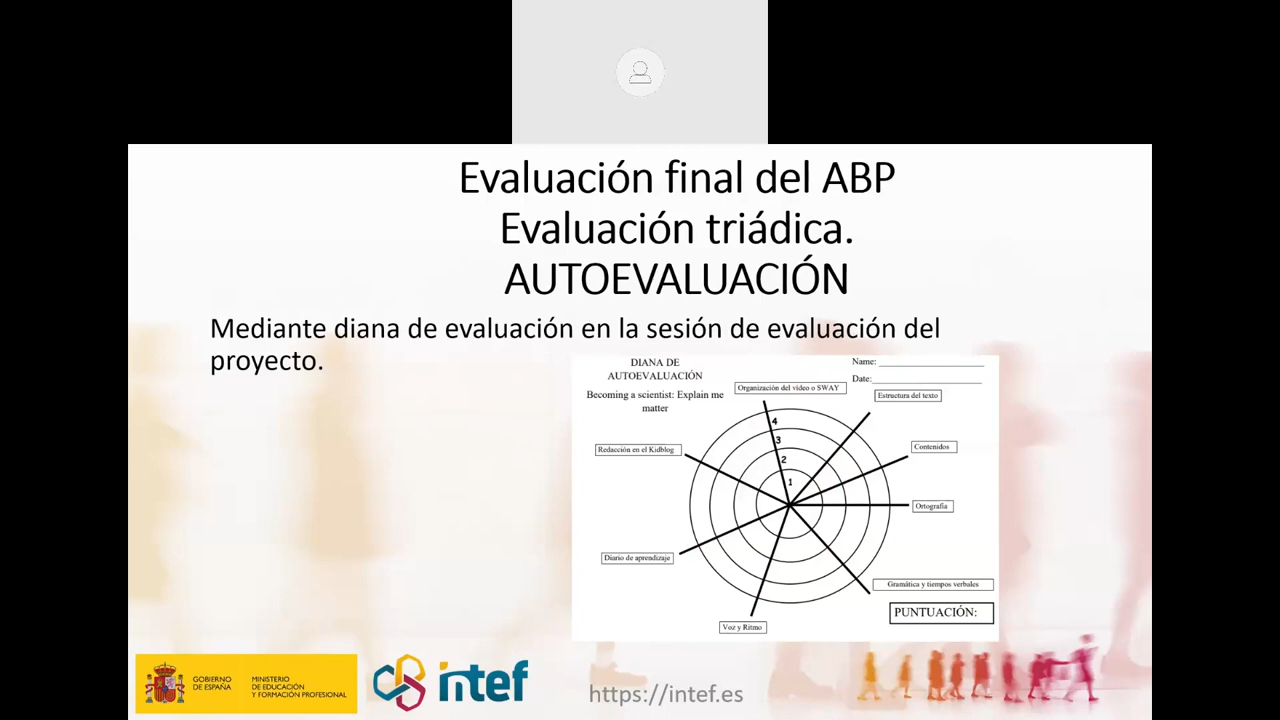 Evaluación final del ABP
Evaluación triádica.
AUTOEVALUACIÓN
Mediante diana de evaluación en la sesión de evaluación del
proyecto.
DIANA DE
AUTOEVALUACIÓN
Becoming a scientist: Explain me
matter
Name:
Date:
Organización del vídeo o SWAY
Estructura del texto
Contenidos
Ortografía
Gramática y tiempos verbales
Voz y Ritmo
Diario de aprendizaje
Redacción en el Kidblog
4
3
2
1
PUNTUACIÓN:
GOBIERNO
DE ESPAÑA
MINISTERIO
DE EDUCACIÓN
Y FORMACIÓN PROFESIONAL
intef
https://intef.es